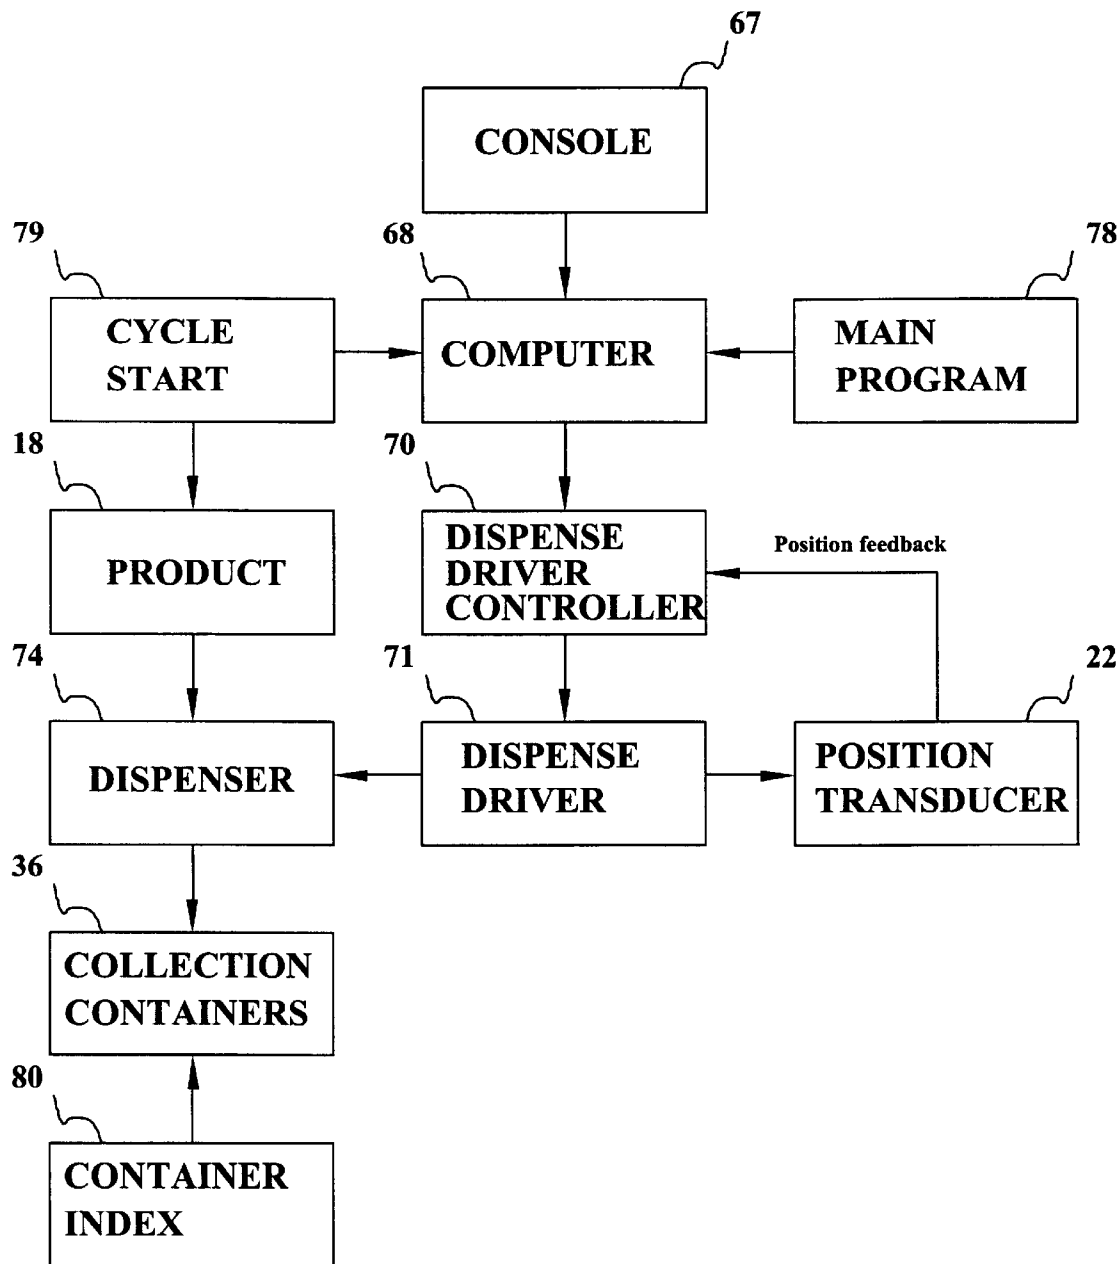 67
CONSOLE
79
68
78
CYCLE
START
COMPUTER
MAIN
PROGRAM
18
70
PRODUCT
DISPENSE
DRIVER
CONTROLLER
Position feedback
74
71
22
DISPENSER
DISPENSE
DRIVER
POSITION
TRANSDUCER
36
COLLECTION
CONTAINERS
80
CONTAINER
INDEX